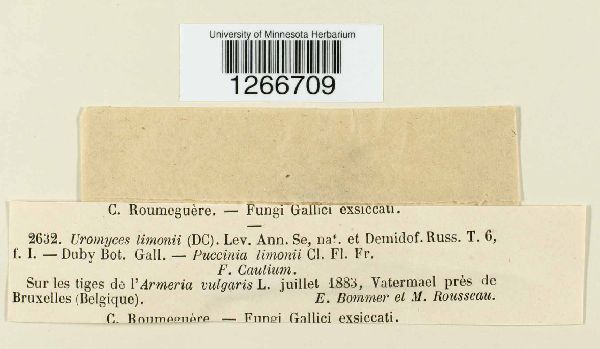 University of Minnesota Herbarium
1266709
C. Roumeguère. — Fungi Gallici exsiccati.
2632. Uromyces limonii (DC). Lev. Ann. Se, nat. et Demidof. Russ. T. 6,
f. I. — Duby Bot. Gall. — Puccinia limonii Cl. Fl. Fr.
F. Caulium.
Sur les tiges de l'Armeria vulgaris L. juillet 1883, Vatermael près de
Bruxelles (Belgique). E. Bommer et M. Rousseau.
C. Roumeguère. — Fungi Gallici exsiccati.